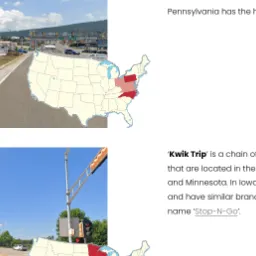 Pennsylvania has the h
'Kwik Trip' is a chain of
that are located in the
and Minnesota. In Iowa
and have similar brand
name 'Stop-N-Go'.